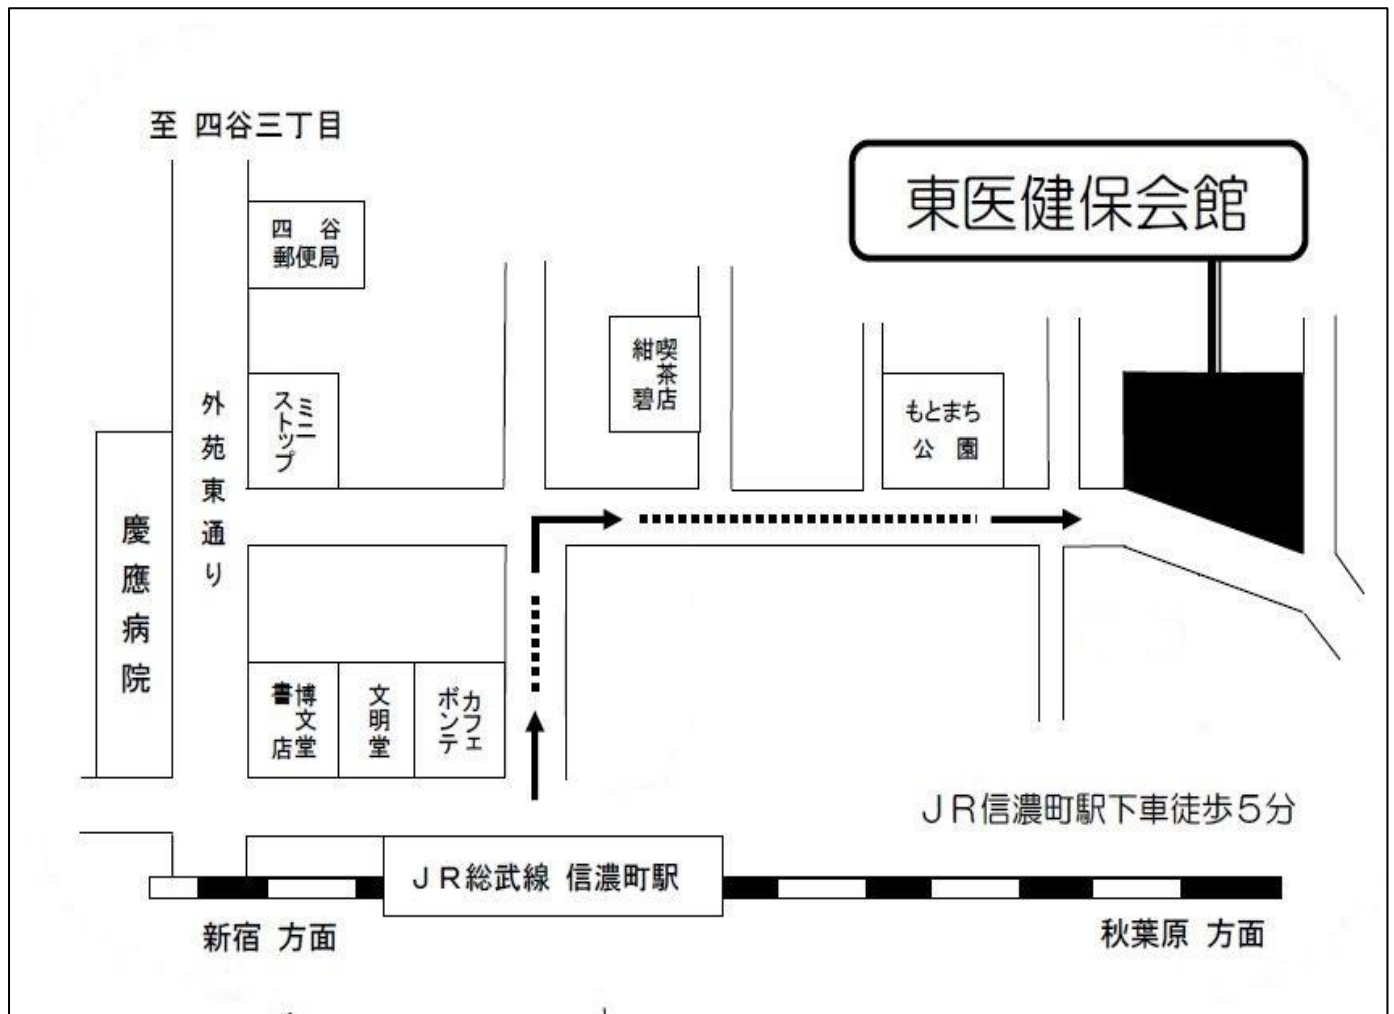 至 四谷三丁目
東医健保会館
四 谷
郵便局
喫茶店
紺 碧
ミニ
ストップ
もとまち
公 園
外苑東通り
慶應病院
博文堂
書 店
文明堂
カフェ
ボンテ
ＪＲ信濃町駅下車徒歩５分
ＪＲ総武線 信濃町駅
新宿 方面
秋葉原 方面